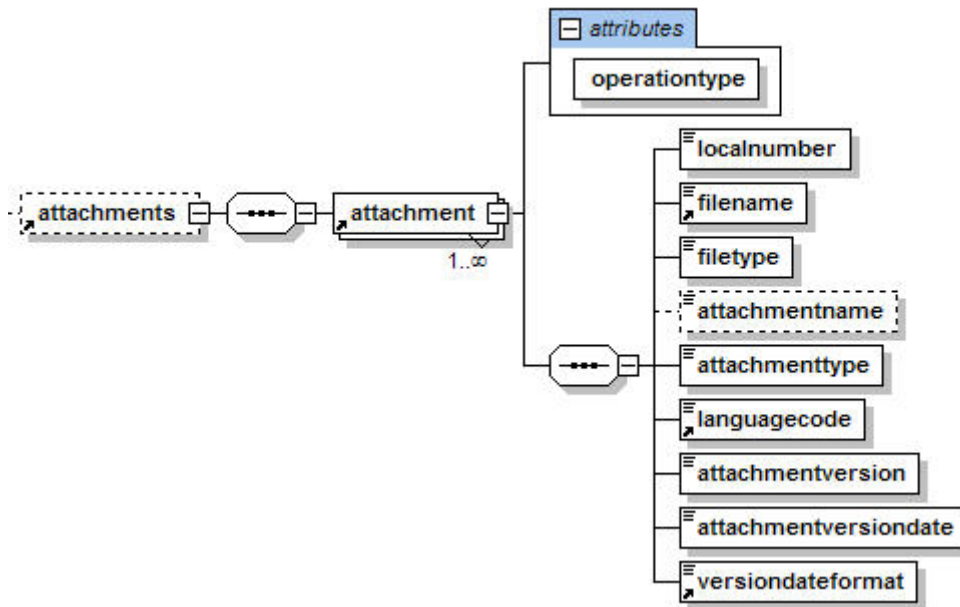 attributes
operationtype
localnumber
attachments
attachment
filename
1..∞
filetype
attachmentname
attachmenttype
languagecode
attachmentversion
attachmentversiondate
versiondateformat